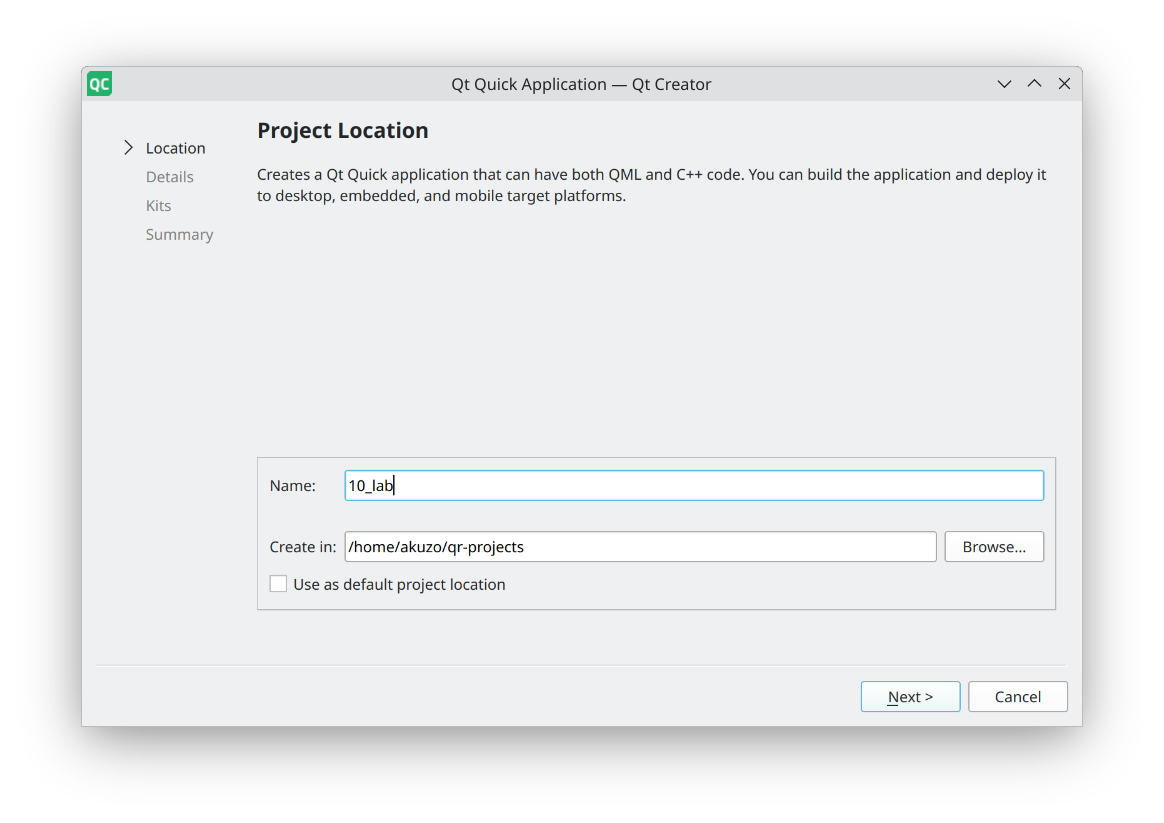 QC
Qt Quick Application — Qt Creator
Location
Details
Kits
Summary
Project Location
Creates a Qt Quick application that can have both QML and C++ code. You can build the application and deploy it
to desktop, embedded, and mobile target platforms.
Name: 10_lab
Create in: /home/akuzo/qr-projects Browse...
Use as default project location
Next > Cancel